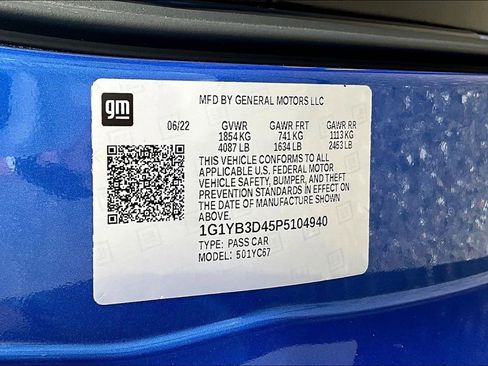 gm
MFD BY GENERAL MOTORS LLC
06/22 GVWR GAWR FRT GAWR RR
1854 KG 741 KG 1113 KG
4087 LB 1634 LB 2453 LB
THIS VEHICLE CONFORMS TO ALL
APPLICABLE U.S. FEDERAL MOTOR
VEHICLE SAFETY, BUMPER, AND THEFT
PREVENTION STANDARDS IN EFFECT ON
THE DATE OF MANUFACTURE SHOWN
ABOVE.
1G1YB3D45P5104940
TYPE: PASS CAR
MODEL: 501YC67